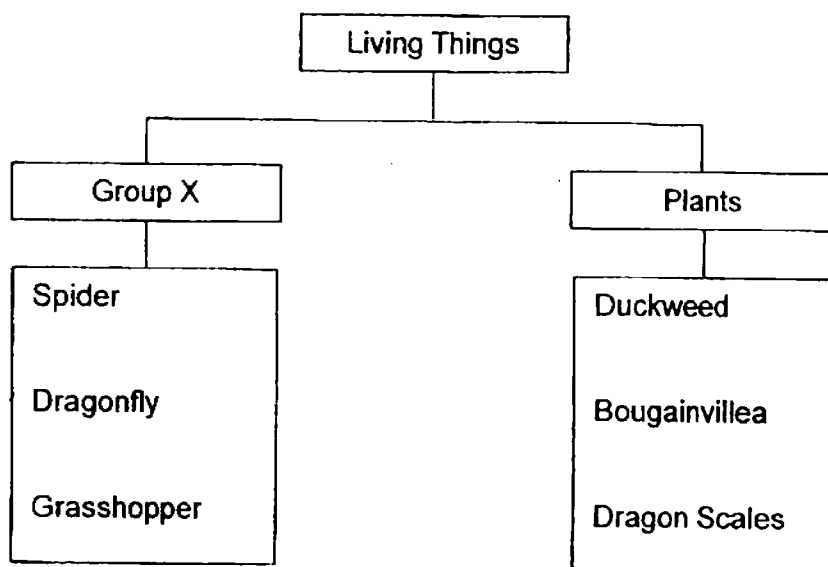 Living Things
Group X
Plants
Spider
Dragonfly
Grasshopper
Duckweed
Bougainvillea
Dragon Scales